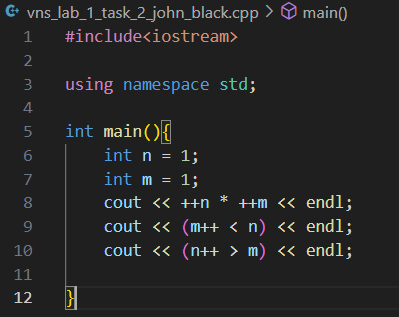 vns_lab_1_task_2_john_black.cpp > main()
1 #include<iostream>
2
3 using namespace std;
4
5 int main(){
6     int n = 1;
7     int m = 1;
8     cout << ++n * ++m << endl;
9     cout << (m++ < n) << endl;
10     cout << (n++ > m) << endl;
11
12 }